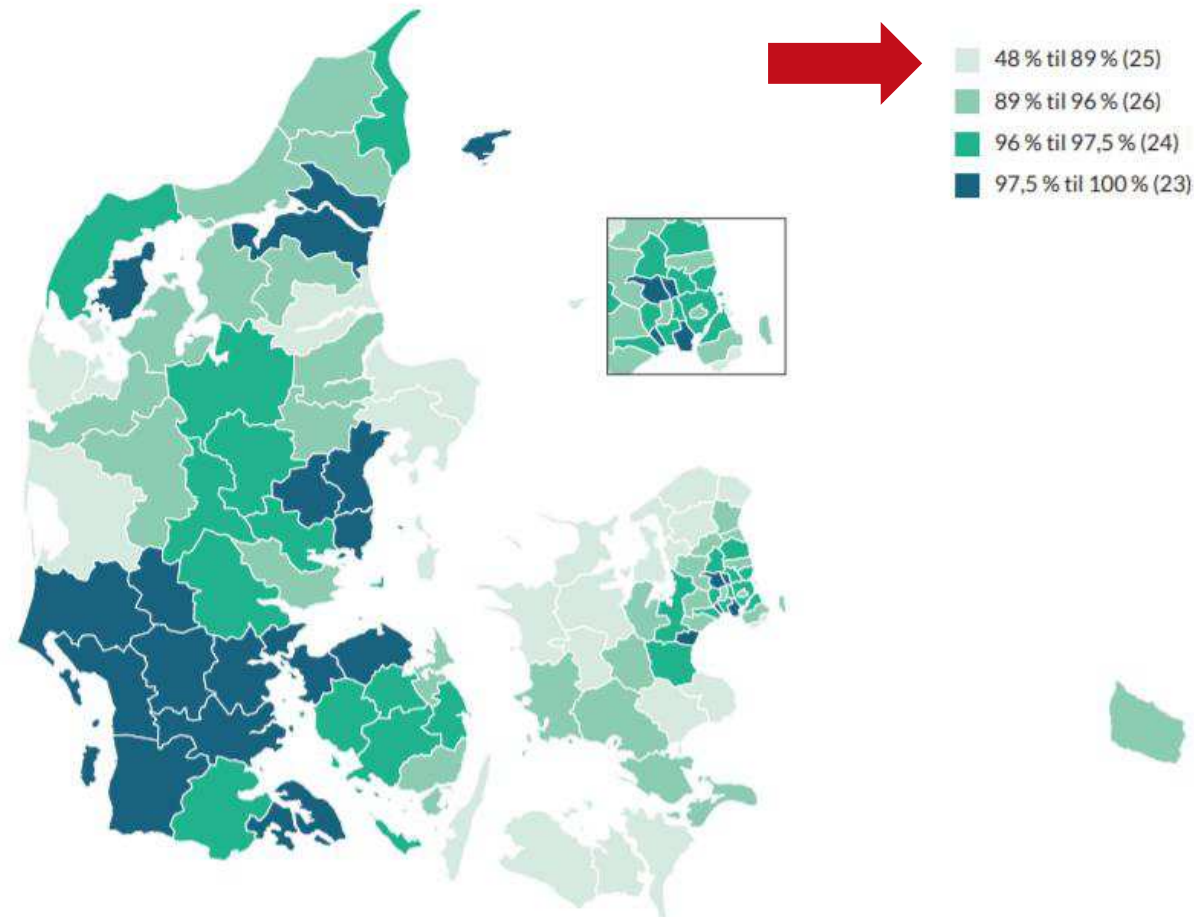 48 % til 89 % (25)
89 % til 96 % (26)
96 % til 97,5 % (24)
97,5 % til 100 % (23)